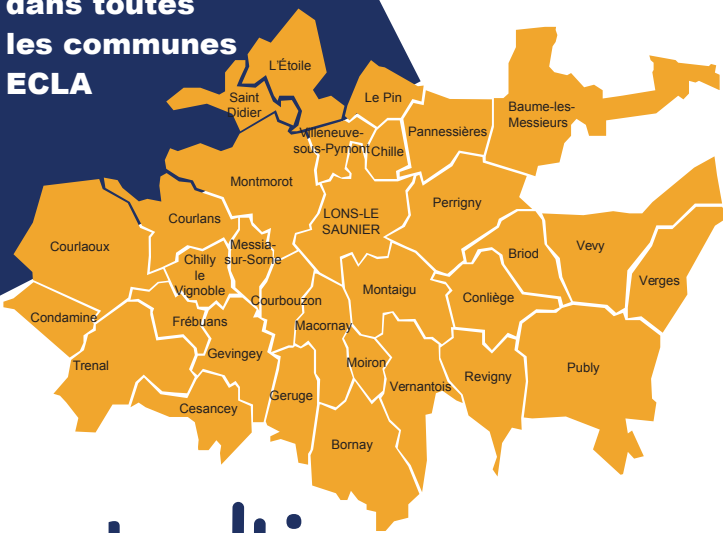 dans toutes
les communes
ECLA
L'Étoile
Saint
Didier
Le Pin
Baume-les-
Messieurs
Villeneuve-
sous-Pymont
Chille
Pannessières
Montmorot
Perrigny
LONS-LE
SAUNIER
Courlans
Courlaoux
Messia-
sur-Sorne
Chilly
le
Vignoble
Briod
Vevy
Verges
Montaigu
Conliège
Courbouzon
Condamine
Frébuans
Macornay
Gevingey
Moiron
Trenal
Vernantois
Revigny
Publy
Geruge
Cesancey
Bornay